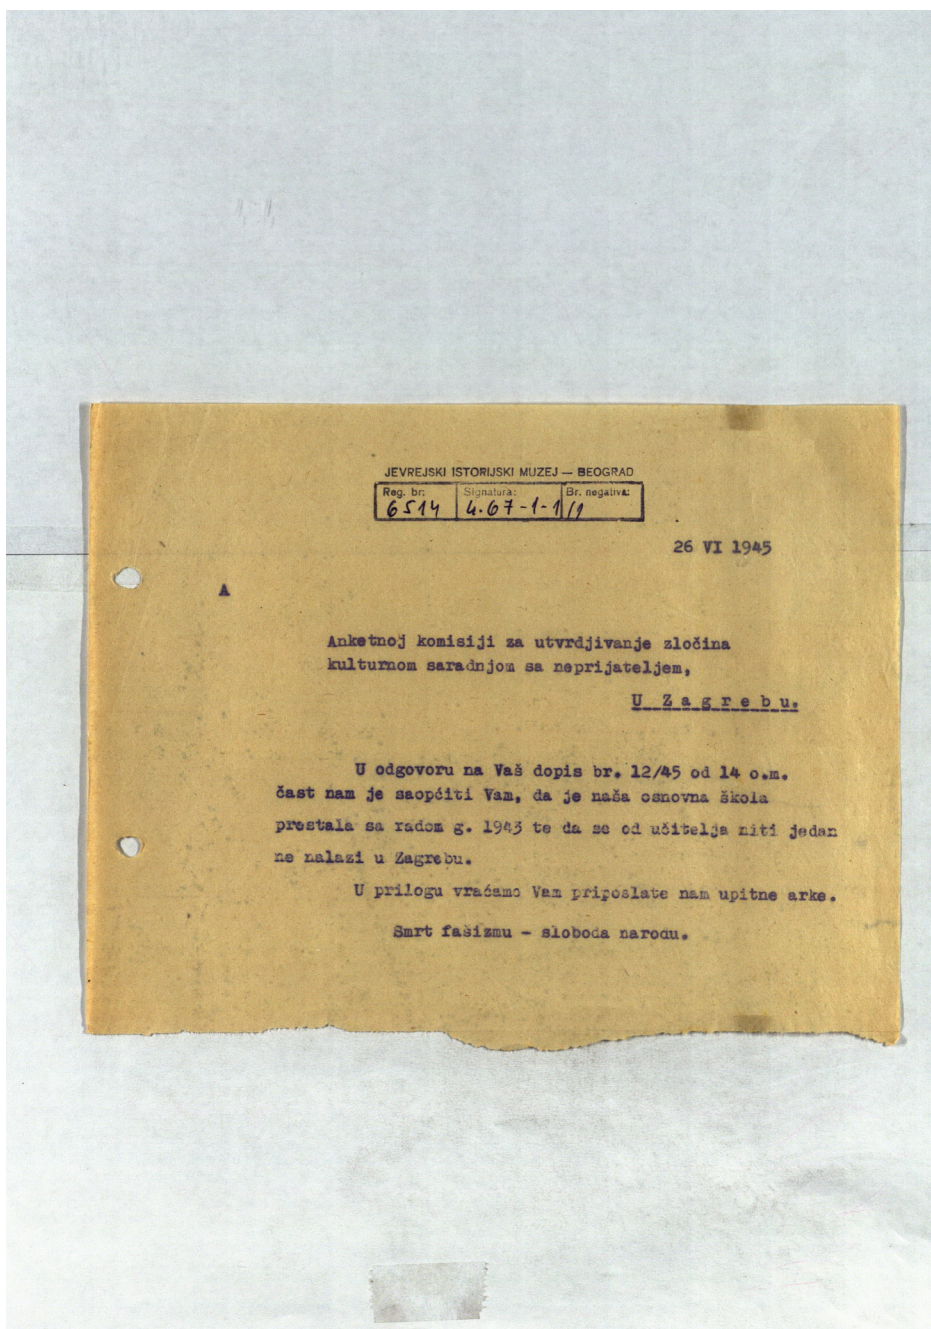 JEVREJSKI ISTORIJSKI MUZEJ — BEOGRAD
Reg. br: Signatura: Br. negativa:
6514 4.67-1-1/1
26 VI 1945
A
Anketnoj komisiji za utvrdjivanje zločina
kulturnom saradnjom sa neprijateljem,
U Zagrebu.
U odgovoru na Vaš dopis br. 12/45 od 14 o.m.
čast nam je saopćiti Vam, da je naša osnovna škola
prestala sa radom g. 1943 te da se od učitelja niti jedan
ne nalazi u Zagrebu.
U prilogu vraćamo Vam priposlate nam upitne arke.
Smrt fašizmu - sloboda narodu.